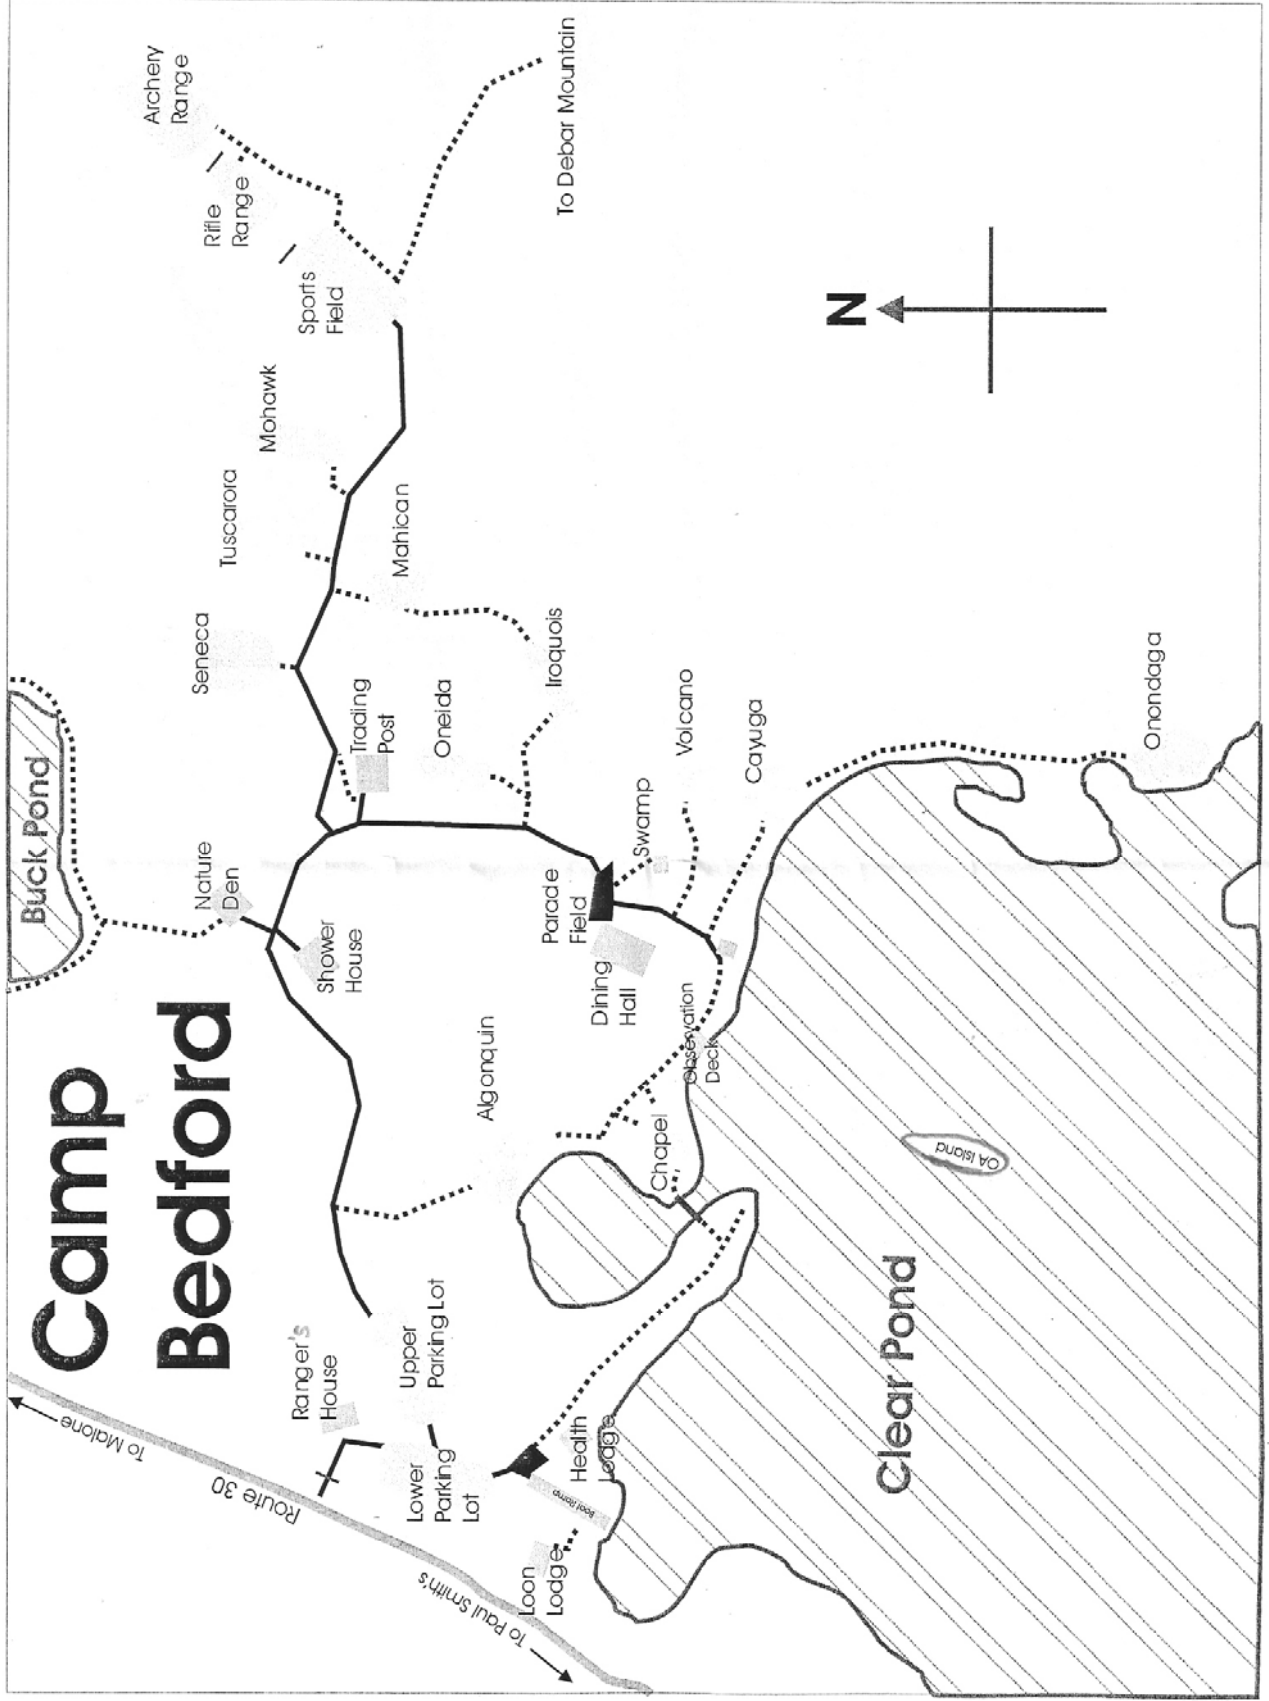 Camp
Bedford
Buck Pond
Archery
Range
Rifle
Range
Sports
Field
To Debar Mountain
Mohawk
Tuscarora
Mahican
Seneca
Trading
Post
Oneida
Iroquois
Nature
Den
Shower
House
Parade
Field
Swamp
Volcano
Cayuga
Dining
Hall
Observation
Deck
Onondaga
Algonquin
Chapel
OA Island
Clear Pond
N
Ranger's
House
Upper
Parking Lot
Lower
Parking
Lot
Health
Lodge
Boat Ramp
Loon
Lodge
To Malone
Route 30
To Paul Smith's